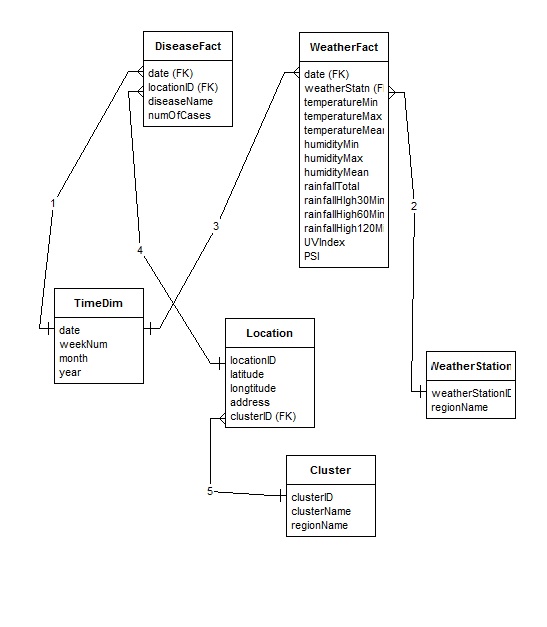 DiseaseFact
date (FK)
locationID (FK)
diseaseName
numOfCases
WeatherFact
date (FK)
weatherStatn (F
temperatureMin
temperatureMax
temperatureMea
humidityMin
humidityMax
humidityMean
rainfallTotal
rainfallHIgh30Min
rainfallHigh60Min
rainfallHigh120M
UVIndex
PSI
1
2
3
4
TimeDim
date
weekNum
month
year
Location
locationID
latitude
longtitude
address
clusterID (FK)
WeatherStation
weatherStationID
regionName
5
Cluster
clusterID
clusterName
regionName